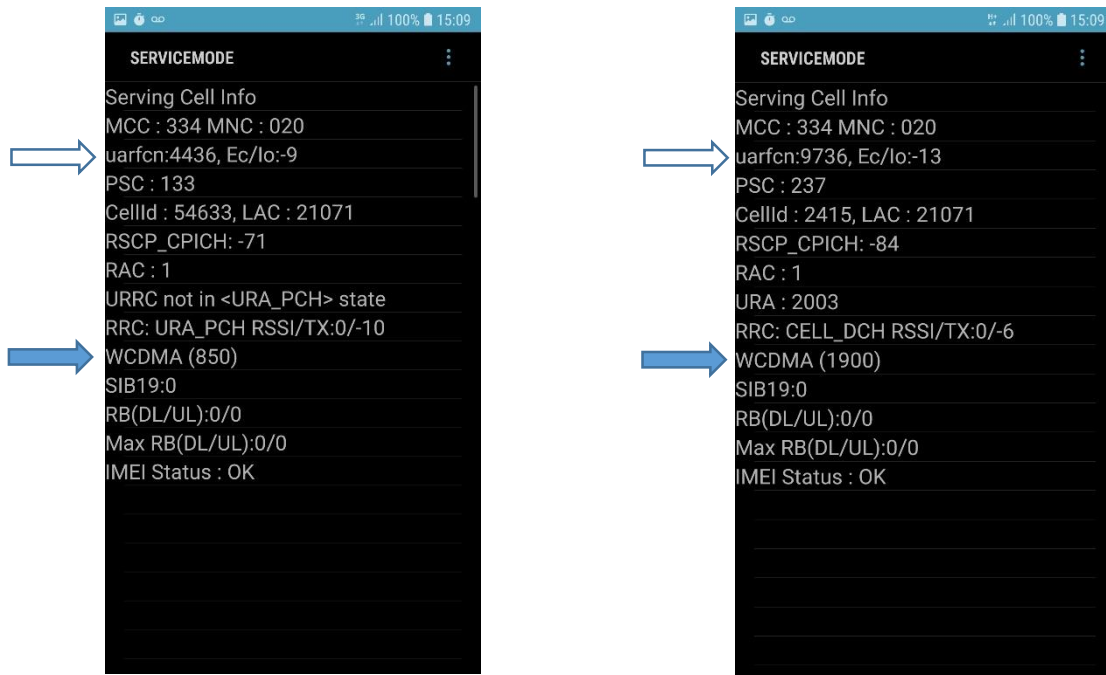 3G 100% 15:09
SERVICEMODE
Serving Cell Info
MCC : 334 MNC : 020
uarfcn:4436, Ec/Io:-9
PSC : 133
CellId : 54633, LAC : 21071
RSCP_CPICH: -71
RAC : 1
URRC not in <URA_PCH> state
RRC: URA_PCH RSSI/TX:0/-10
WCDMA (850)
SIB19:0
RB(DL/UL):0/0
Max RB(DL/UL):0/0
IMEI Status : OK
H+ 100% 15:09
SERVICEMODE
Serving Cell Info
MCC : 334 MNC : 020
uarfcn:9736, Ec/Io:-13
PSC : 237
CellId : 2415, LAC : 21071
RSCP_CPICH: -84
RAC : 1
URA : 2003
RRC: CELL_DCH RSSI/TX:0/-6
WCDMA (1900)
SIB19:0
RB(DL/UL):0/0
Max RB(DL/UL):0/0
IMEI Status : OK